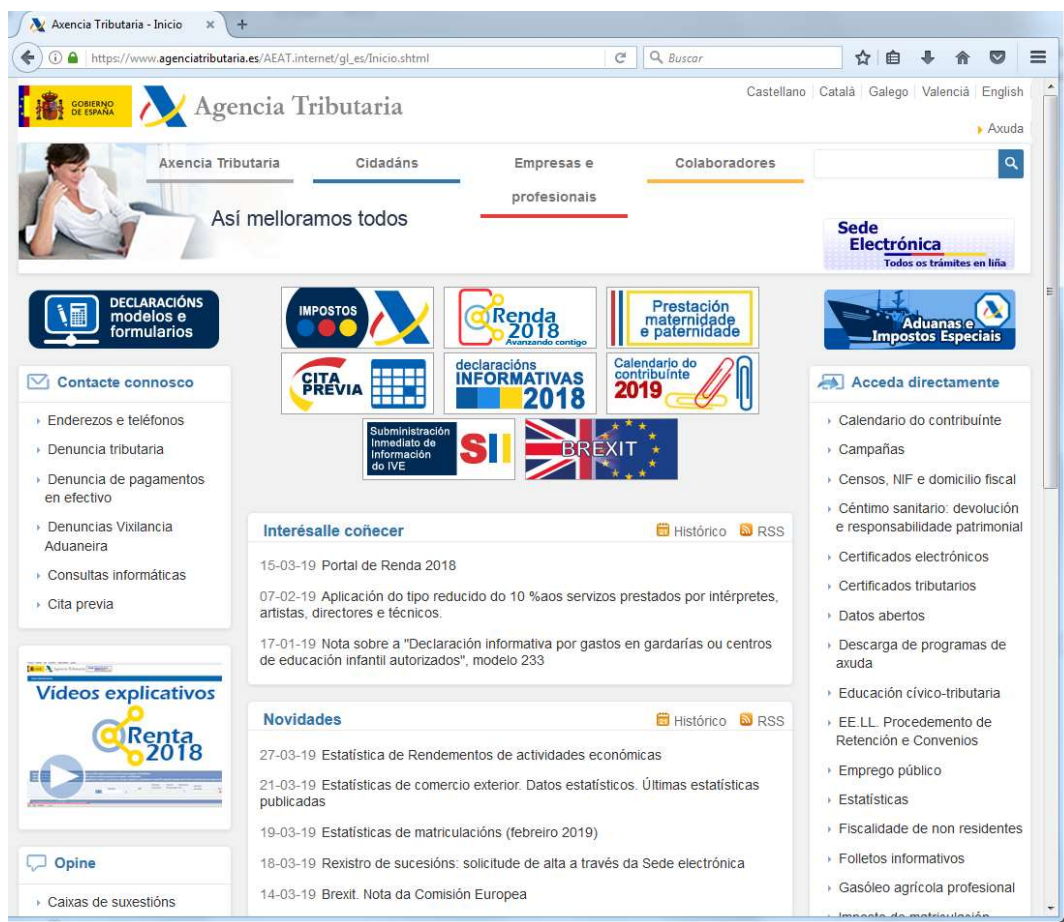 Axencia Tributaria - Inicio
https://www.agenciatributaria.es/AEAT.internet/gl_es/Inicio.shtml
Buscar
GOBIERNO
DE ESPAÑA
Agencia Tributaria
Castellano
Català
Galego
Valencià
English
Axuda
Axencia Tributaria
Cidadáns
Empresas e
profesionais
Colaboradores
Así melloramos todos
Sede
Electrónica
Todos os trámites en liña
DECLARACIÓNS
modelos e
formularios
IMPOSTOS
Renda
2018
Avanzando contigo
Prestación
maternidade
e paternidade
Aduanas e
Impostos Especiais
CITA
PREVIA
declaracións
INFORMATIVAS
2018
Calendario do
contribuínte
2019
Subministración
Inmediato de
Información
do IVE
SII
BREXIT
Contacte connosco
Enderezos e teléfonos
Denuncia tributaria
Denuncia de pagamentos
en efectivo
Denuncias Vixilancia
Aduaneira
Consultas informáticas
Cita previa
Vídeos explicativos
Renta
2018
Opine
Caixas de suxestións
Interésalle coñecer
Histórico
RSS
15-03-19 Portal de Renda 2018
07-02-19 Aplicación do tipo reducido do 10 %aos servizos prestados por intérpretes,
artistas, directores e técnicos.
17-01-19 Nota sobre a "Declaración informativa por gastos en gardarías ou centros
de educación infantil autorizados", modelo 233
Novidades
Histórico
RSS
27-03-19 Estatística de Rendementos de actividades económicas
21-03-19 Estatísticas de comercio exterior. Datos estatísticos. Últimas estatísticas
publicadas
19-03-19 Estatísticas de matriculacións (febreiro 2019)
18-03-19 Rexistro de sucesións: solicitude de alta a través da Sede electrónica
14-03-19 Brexit. Nota da Comisión Europea
Acceda directamente
Calendario do contribuínte
Campañas
Censos, NIF e domicilio fiscal
Céntimo sanitario: devolución
e responsabilidade patrimonial
Certificados electrónicos
Certificados tributarios
Datos abertos
Descarga de programas de
axuda
Educación cívico-tributaria
EE.LL. Procedemento de
Retención e Convenios
Emprego público
Estatísticas
Fiscalidade de non residentes
Folletos informativos
Gasóleo agrícola profesional
Imposto de matriculación